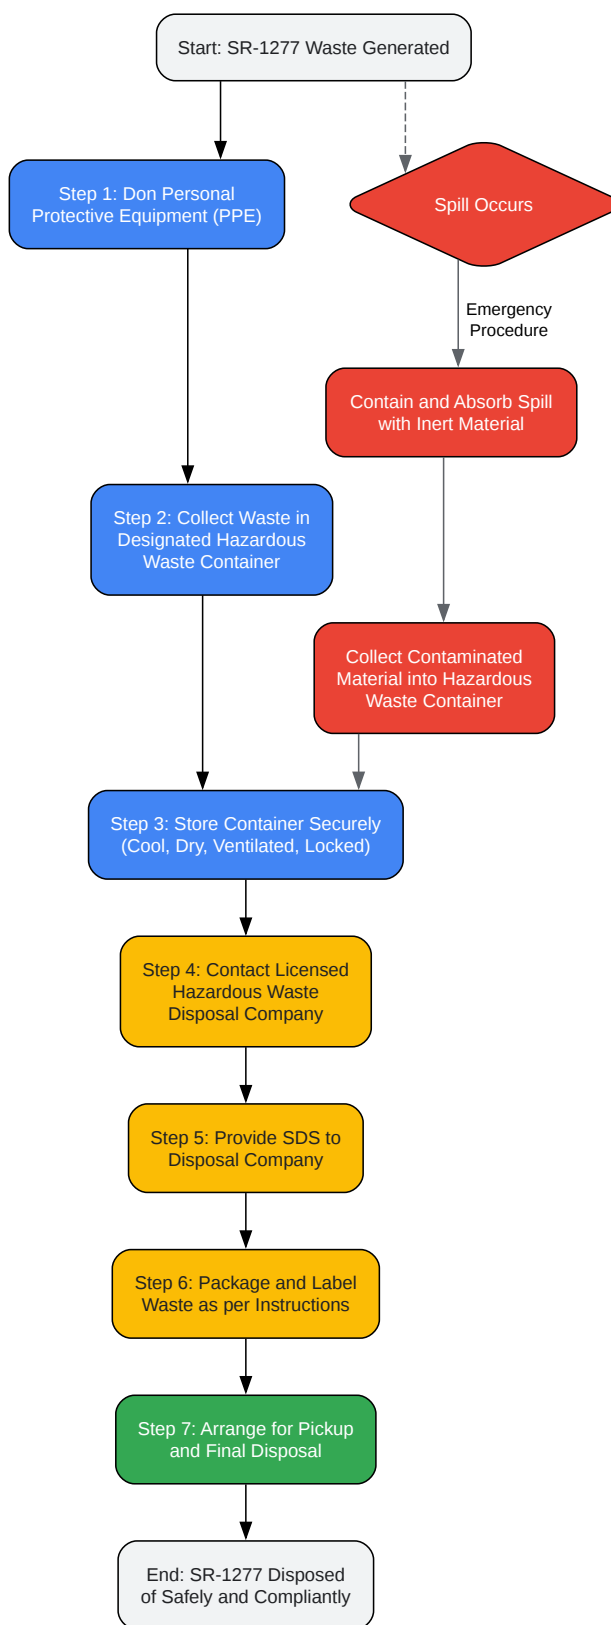 Start: SR-1277 Waste Generated
Step 1: Don Personal
Protective Equipment (PPE)
Spill Occurs
Emergency
Procedure
Contain and Absorb Spill
with Inert Material
Step 2: Collect Waste in
Designated Hazardous
Waste Container
Collect Contaminated
Material into Hazardous
Waste Container
Step 3: Store Container Securely
(Cool, Dry, Ventilated, Locked)
Step 4: Contact Licensed
Hazardous Waste
Disposal Company
Step 5: Provide SDS to
Disposal Company
Step 6: Package and Label
Waste as per Instructions
Step 7: Arrange for Pickup
and Final Disposal
End: SR-1277 Disposed
of Safely and Compliantly